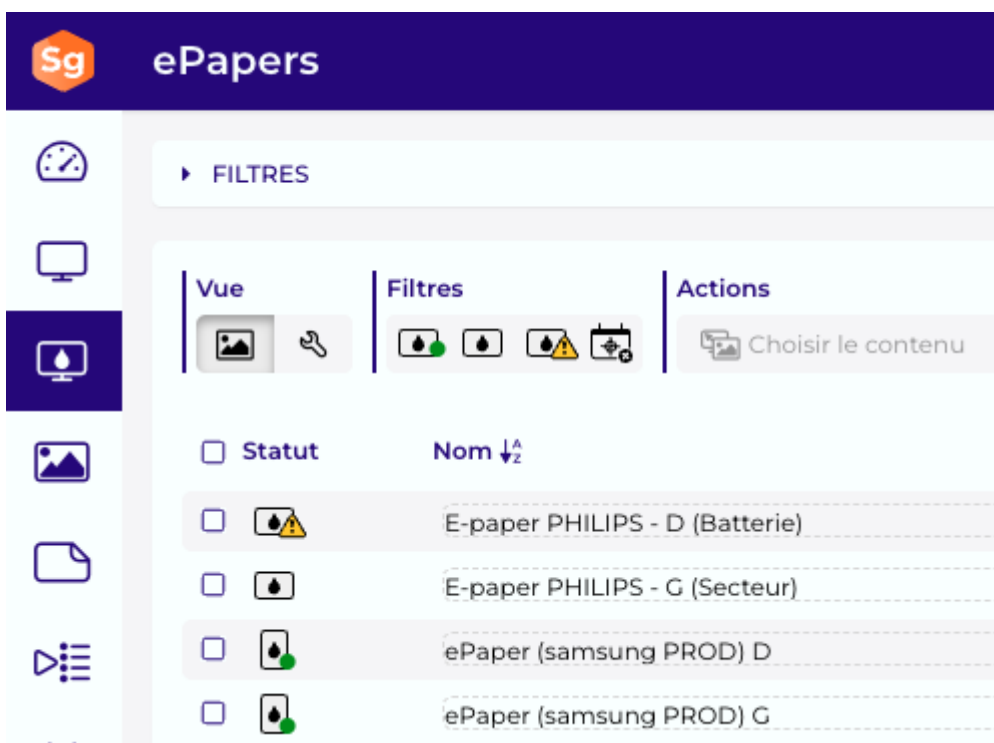 Sg
ePapers
FILTRES
Vue
Filtres
Actions
Choisir le contenu
Statut
Nom
E-paper PHILIPS - D (Batterie)
E-paper PHILIPS - G (Secteur)
ePaper (samsung PROD) D
ePaper (samsung PROD) G